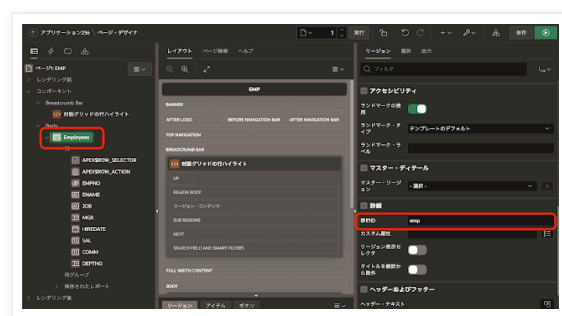 アプリケーション236 \ ページ・デザイナ
1
実行
保存
ページ1: EMP
レンダリング前
コンポーネント
Breadcrumb Bar
対話グリッドの行ハイライト
Body
Employees
列
APEX$ROW_SELECTOR
APEX$ROW_ACTION
EMPNO
ENAME
JOB
MGR
HIREDATE
SAL
COMM
DEPTNO
列グループ
保存されたレポート
レンダリング後
レイアウト ページ検索 ヘルプ
EMP
BANNER
AFTER LOGO BEFORE NAVIGATION BAR AFTER NAVIGATION BAR
TOP NAVIGATION
BREADCRUMB BAR
対話グリッドの行ハイライト
UP
REGION BODY
リージョン・コンテンツ
SUB REGIONS
NEXT
SEARCH FIELD AND SMART FILTERS
FULL WIDTH CONTENT
BODY
リージョン アイテム ボタン
リージョン 属性 出力
フィルタ
アクセシビリティ
ランドマークの使用
ランドマーク・タイプ テンプレートのデフォルト
ランドマーク・ラベル
マスター・ディテール
マスター・リージョン - 選択 -
詳細
静的ID emp
カスタム属性
リージョン表示セレクタ
タイトルを翻訳から除外
ヘッダーおよびフッター
ヘッダー・テキスト